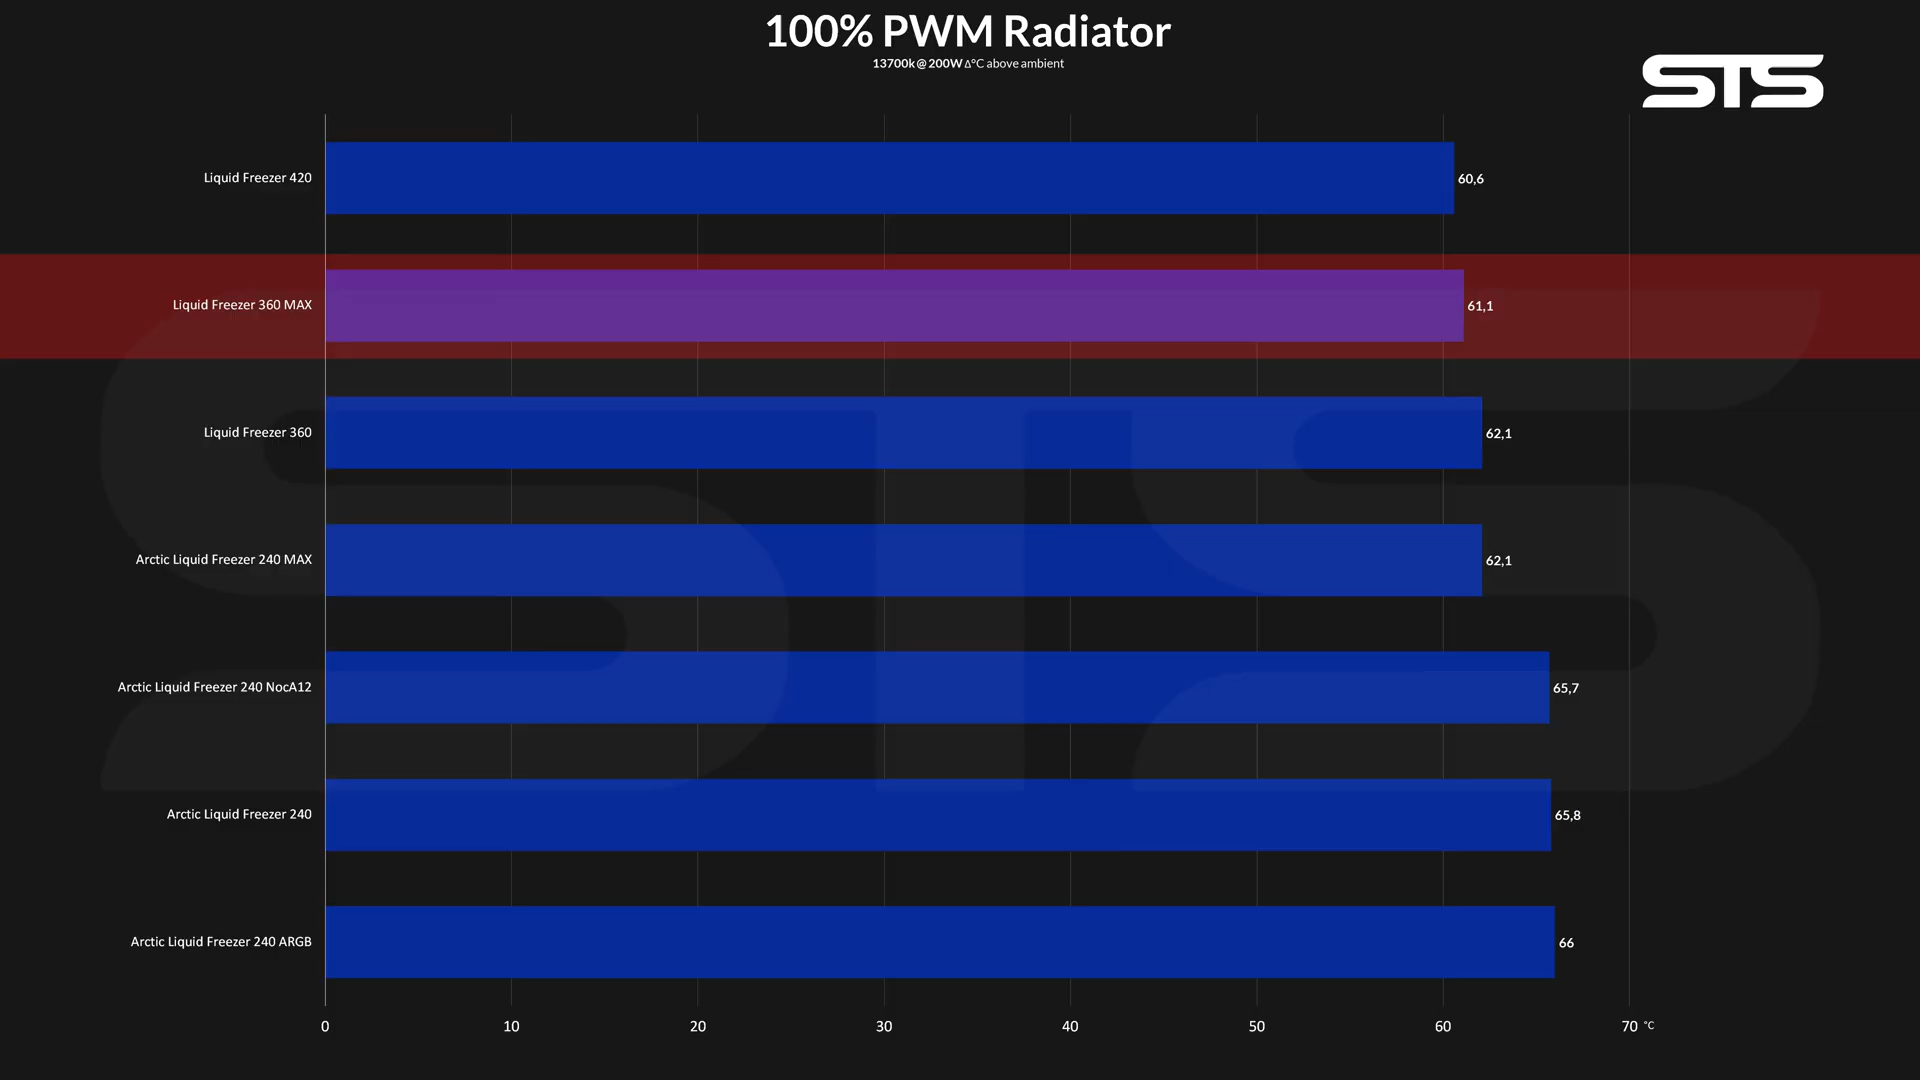 100% PWM Radiator
13700k @ 200W Δ°C above ambient
STS
Liquid Freezer 420
60,6
Liquid Freezer 360 MAX
61,1
Liquid Freezer 360
62,1
Arctic Liquid Freezer 240 MAX
62,1
Arctic Liquid Freezer 240 NocA12
65,7
Arctic Liquid Freezer 240
65,8
Arctic Liquid Freezer 240 ARGB
66
0 10 20 30 40 50 60 70 °C